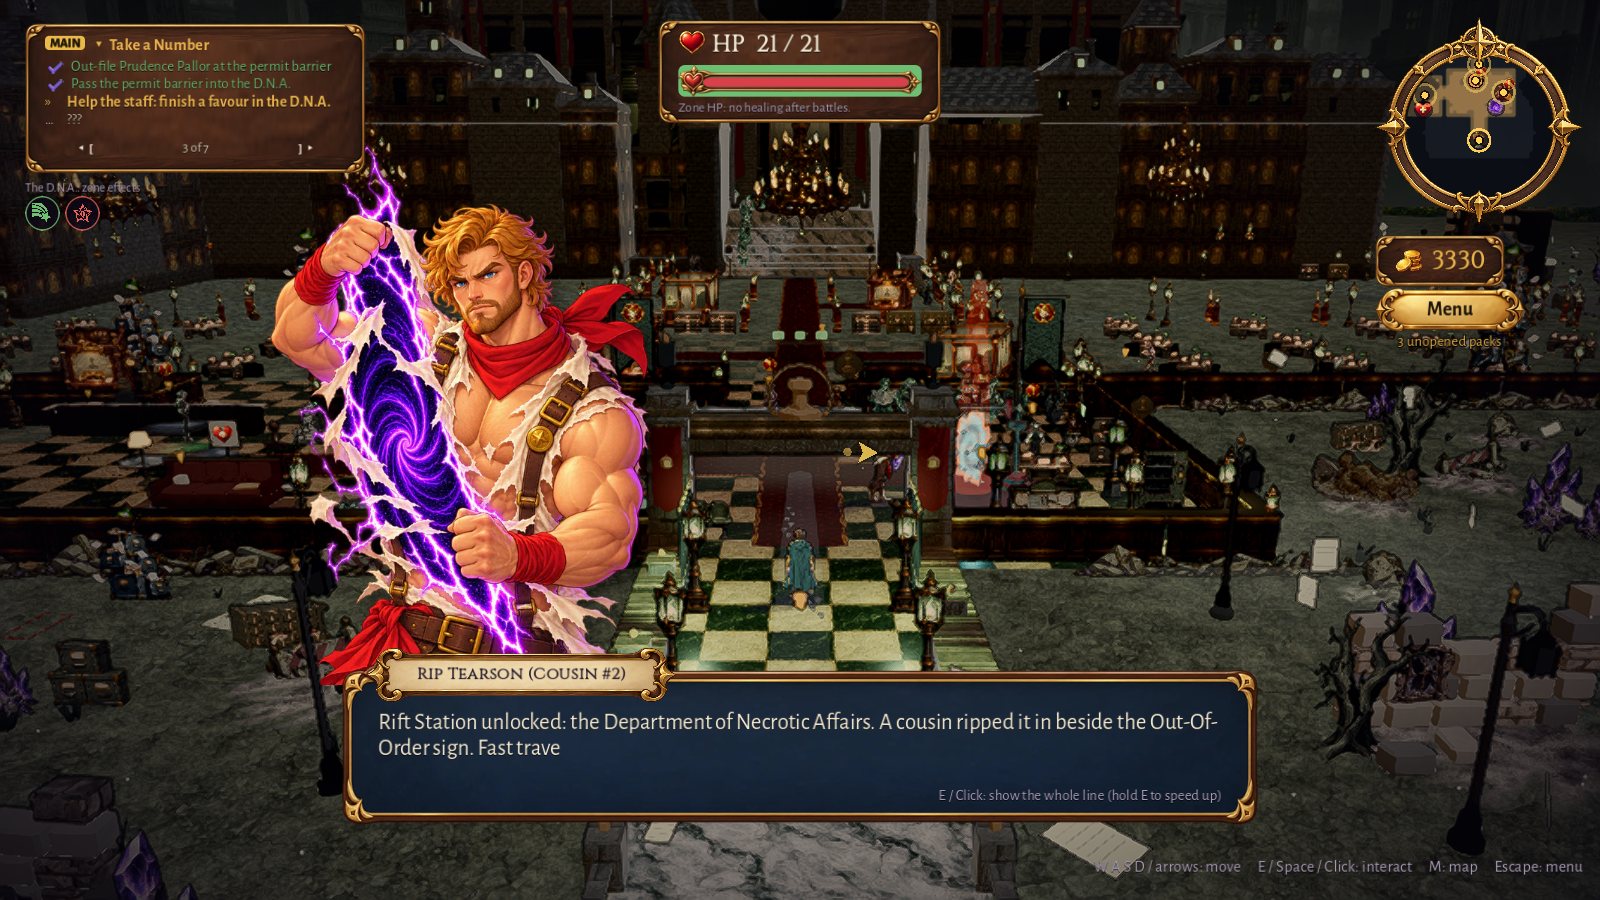 MAIN ▾ Take a Number
Out-file Prudence Pallor at the permit barrier
Pass the permit barrier into the D.N.A.
» Help the staff: finish a favour in the D.N.A.
... ???
◂ [ 3 of 7 ] ▸
The D.N.A.: zone effects
HP 21 / 21
Zone HP: no healing after battles.
3330
Menu
3 unopened packs
Rip Tearson (Cousin #2)
Rift Station unlocked: the Department of Necrotic Affairs. A cousin ripped it in beside the Out-Of-
Order sign. Fast trave
E / Click: show the whole line (hold E to speed up)
W A S D / arrows: move E / Space / Click: interact M: map Escape: menu